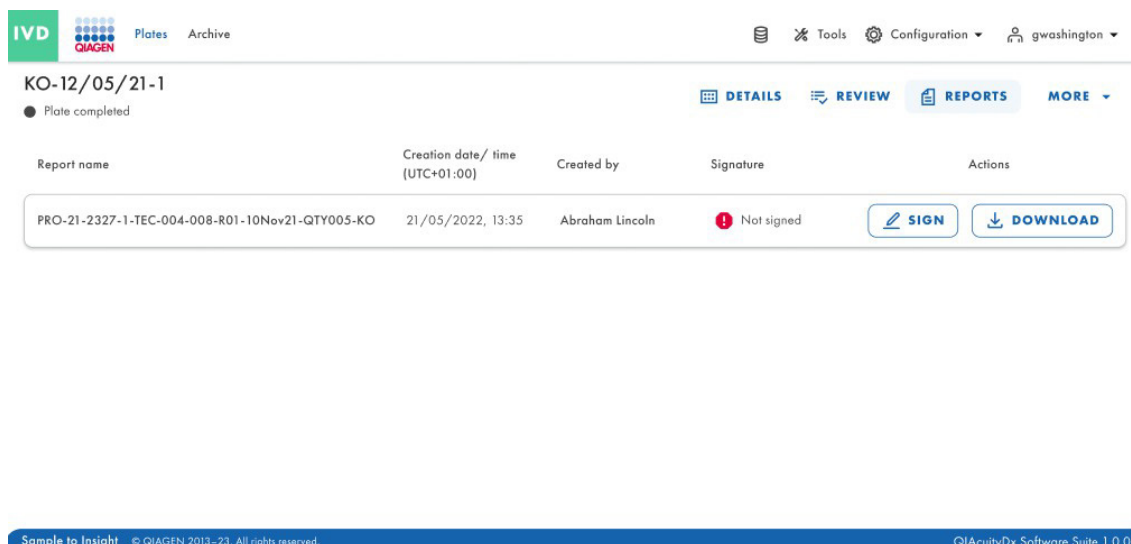 IVD QIAGEN Plates Archive Tools Configuration gwashington
KO-12/05/21-1
Plate completed
DETAILS REVIEW REPORTS MORE
Report name Creation date/ time (UTC+01:00) Created by Signature Actions
PRO-21-2327-1-TEC-004-008-R01-10Nov21-QTY005-KO 21/05/2022, 13:35 Abraham Lincoln Not signed SIGN DOWNLOAD
Sample to Insight © QIAGEN 2013–23. All rights reserved. QIAcuityDx Software Suite 1.0.0